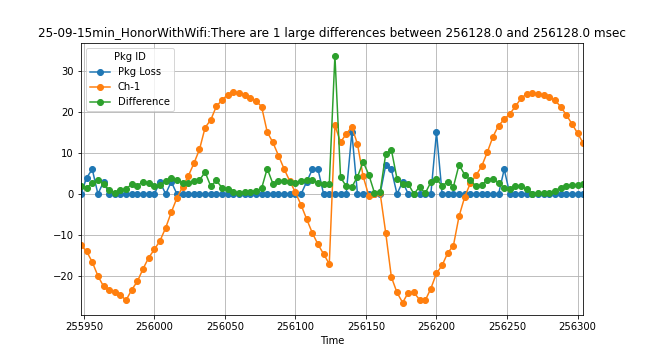 25-09-15min_HonorWithWifi:There are 1 large differences between 256128.0 and 256128.0 msec
Pkg ID
Pkg Loss
Ch-1
Difference
30
20
10
0
−10
−20
255950 256000 256050 256100 256150 256200 256250 256300
Time